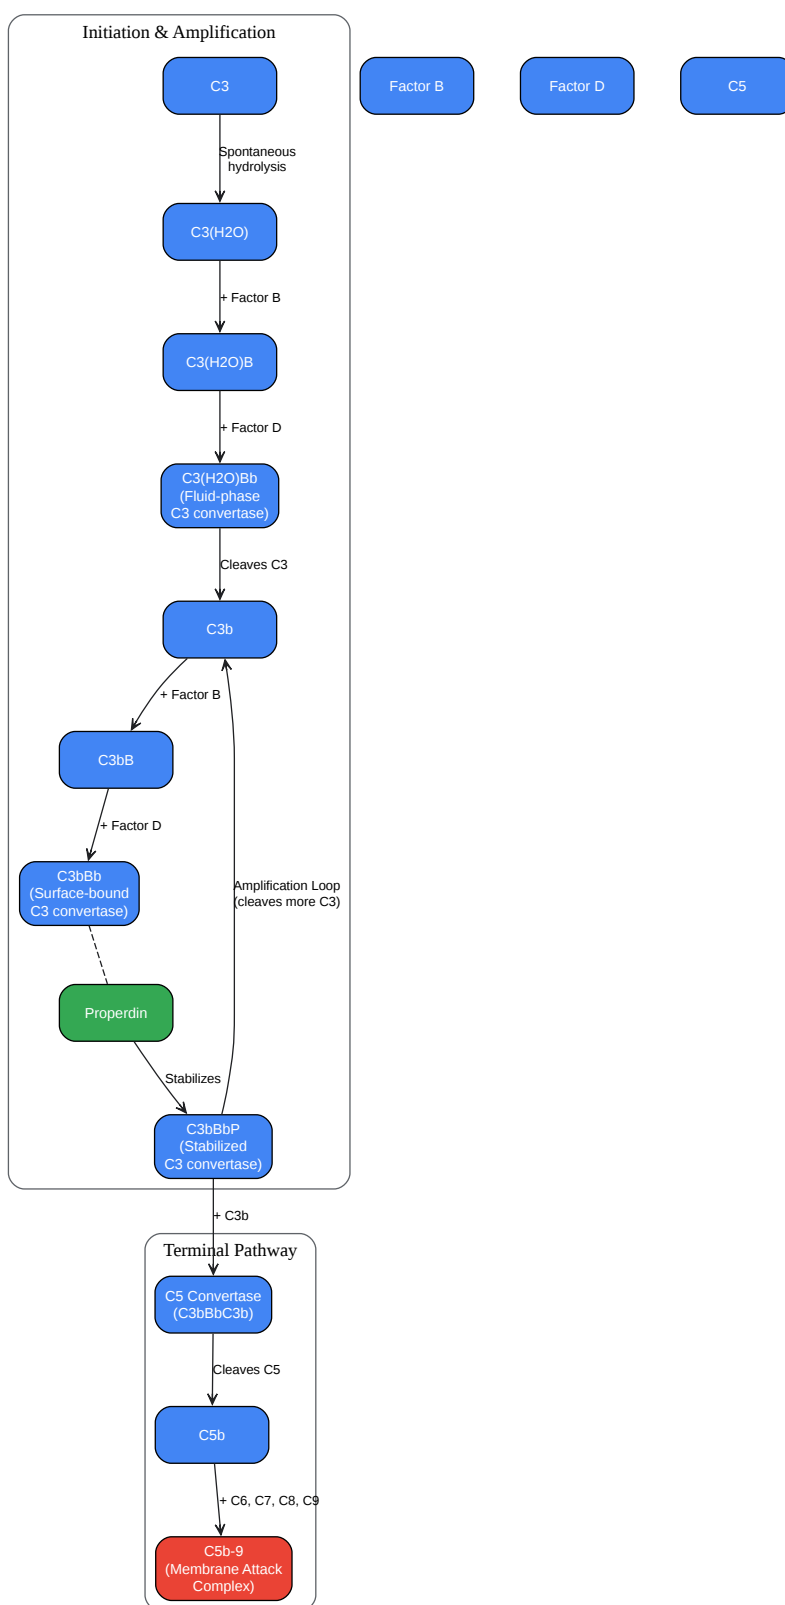 Initiation & Amplification
C3
Factor B
Factor D
C5
Spontaneous
hydrolysis
C3(H2O)
+ Factor B
C3(H2O)B
+ Factor D
C3(H2O)Bb
(Fluid-phase
C3 convertase)
Cleaves C3
C3b
+ Factor B
C3bB
+ Factor D
C3bBb
(Surface-bound
C3 convertase)
Amplification Loop
(cleaves more C3)
Properdin
Stabilizes
C3bBbP
(Stabilized
C3 convertase)
+ C3b
Terminal Pathway
C5 Convertase
(C3bBbC3b)
Cleaves C5
C5b
+ C6, C7, C8, C9
C5b-9
(Membrane Attack
Complex)